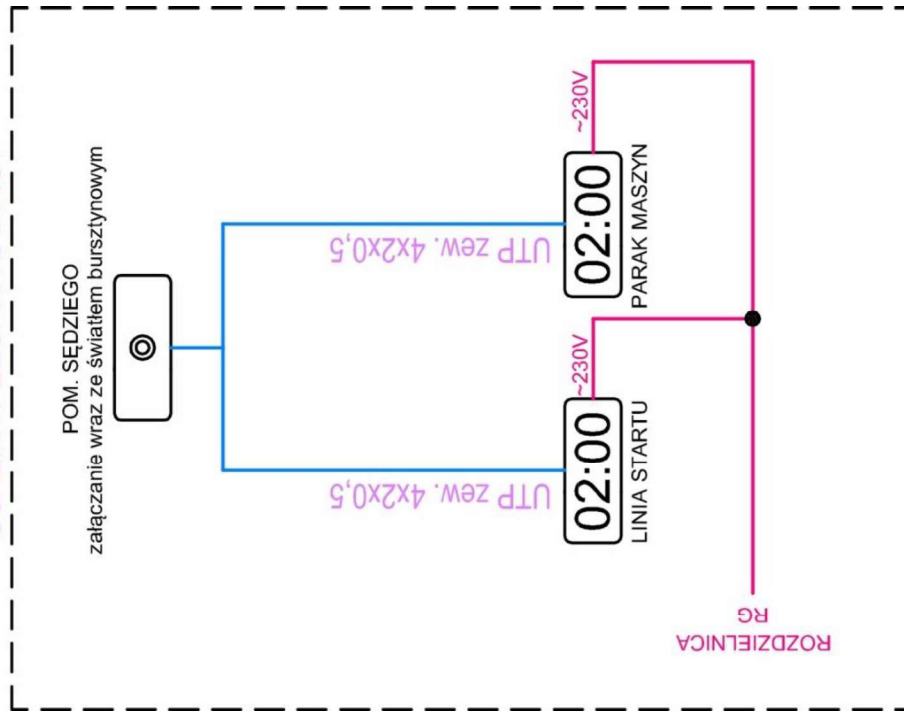 POM. SĘDZIEGO
załączanie wraz ze światłem bursztynowym
UTP zew. 4x2x0,5
UTP zew. 4x2x0,5
~230V
~230V
02:00
LINIA STARTU
02:00
PARAK MASZYN
ROZDZIELNICA
RG